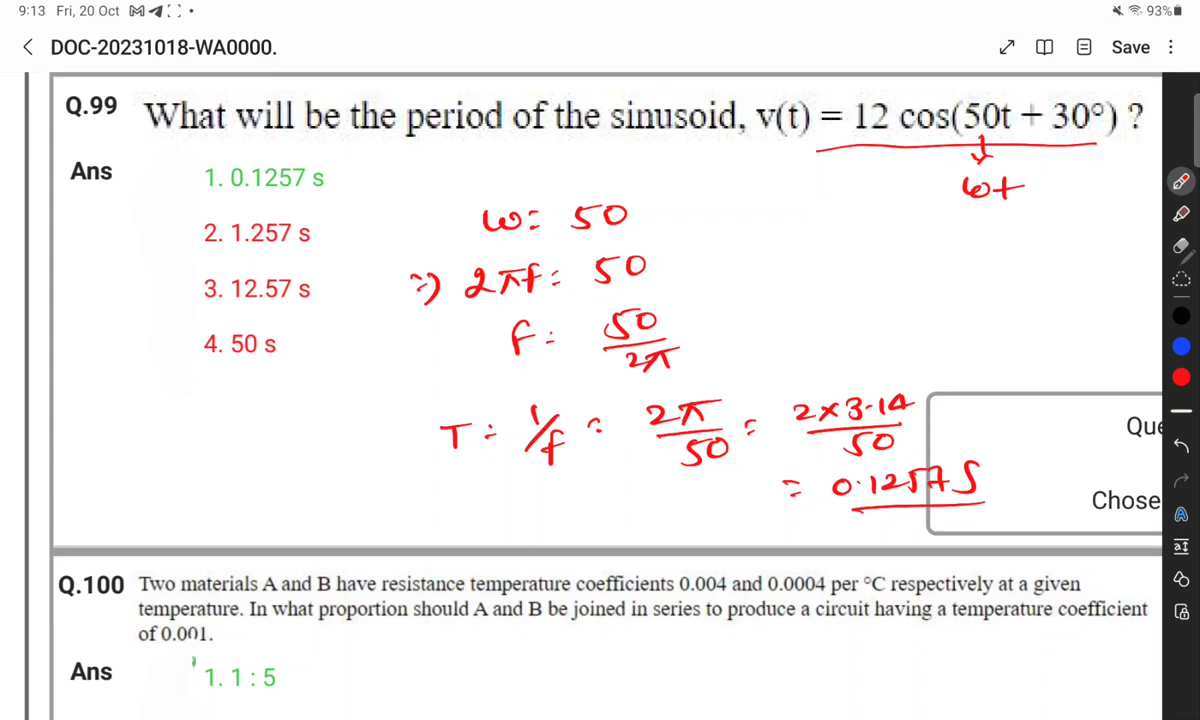 9:13 Fri, 20 Oct
93%
DOC-20231018-WA0000.
Save
Q.99 What will be the period of the sinusoid, v(t) = 12 cos(50t + 30°) ?
ωt
Ans
1. 0.1257 s
2. 1.257 s
3. 12.57 s
4. 50 s
ω = 50
⇒ 2πf = 50
f = 50/2π
T = 1/f = 2π/50 = 2×3.14/50
= 0.1257 S
Que
Chose
Q.100 Two materials A and B have resistance temperature coefficients 0.004 and 0.0004 per °C respectively at a given
temperature. In what proportion should A and B be joined in series to produce a circuit having a temperature coefficient
of 0.001.
Ans
1. 1 : 5